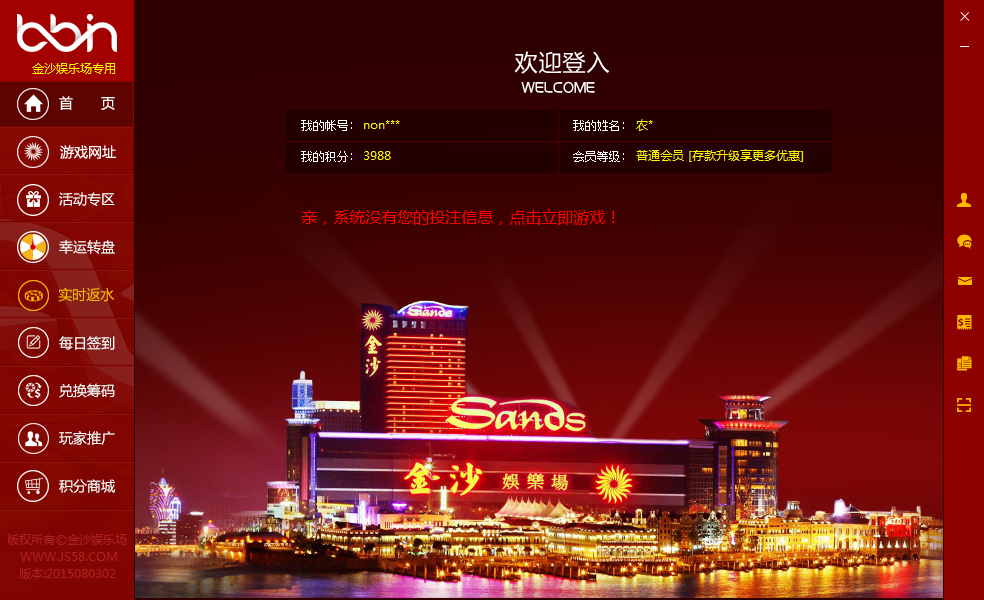 bbin
金沙娱乐场专用
首 页
游戏网址
活动专区
幸运转盘
实时返水
每日签到
兑换筹码
玩家推广
积分商城
版权所有©金沙娱乐场
WWW.JS58.COM
版本:2015080302
欢迎登入
WELCOME
我的帐号： non***
我的姓名： 农*
我的积分： 3988
会员等级： 普通会员 [存款升级享更多优惠]
亲，系统没有您的投注信息，点击立即游戏！
Sands
金沙
Sands
金沙 娛樂場